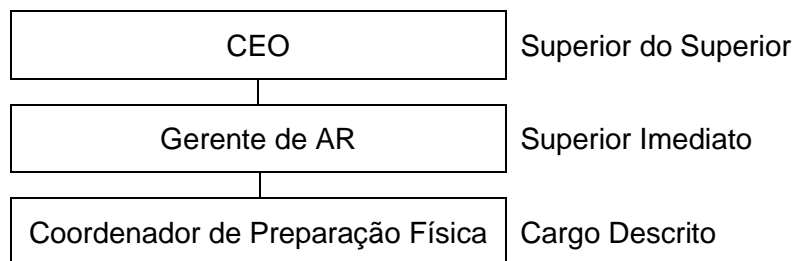 CEO Superior do Superior
Gerente de AR Superior Imediato
Coordenador de Preparação Física Cargo Descrito